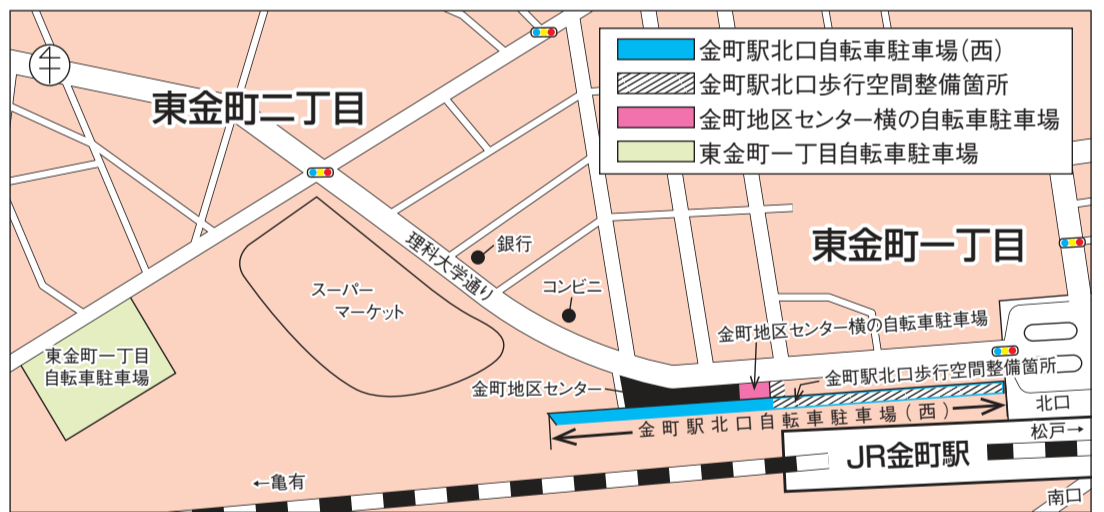 東金町二丁目
金町駅北口自転車駐車場(西)
金町駅北口歩行空間整備箇所
金町地区センター横の自転車駐車場
東金町一丁目自転車駐車場
東金町一丁目
理科大学通り
銀行
コンビニ
スーパー
マーケット
金町地区センター横の自転車駐車場
東金町一丁目
自転車駐車場
金町地区センター
金町駅北口歩行空間整備箇所
金町駅北口自転車駐車場(西)
北口
松戸→
JR金町駅
←亀有
南口